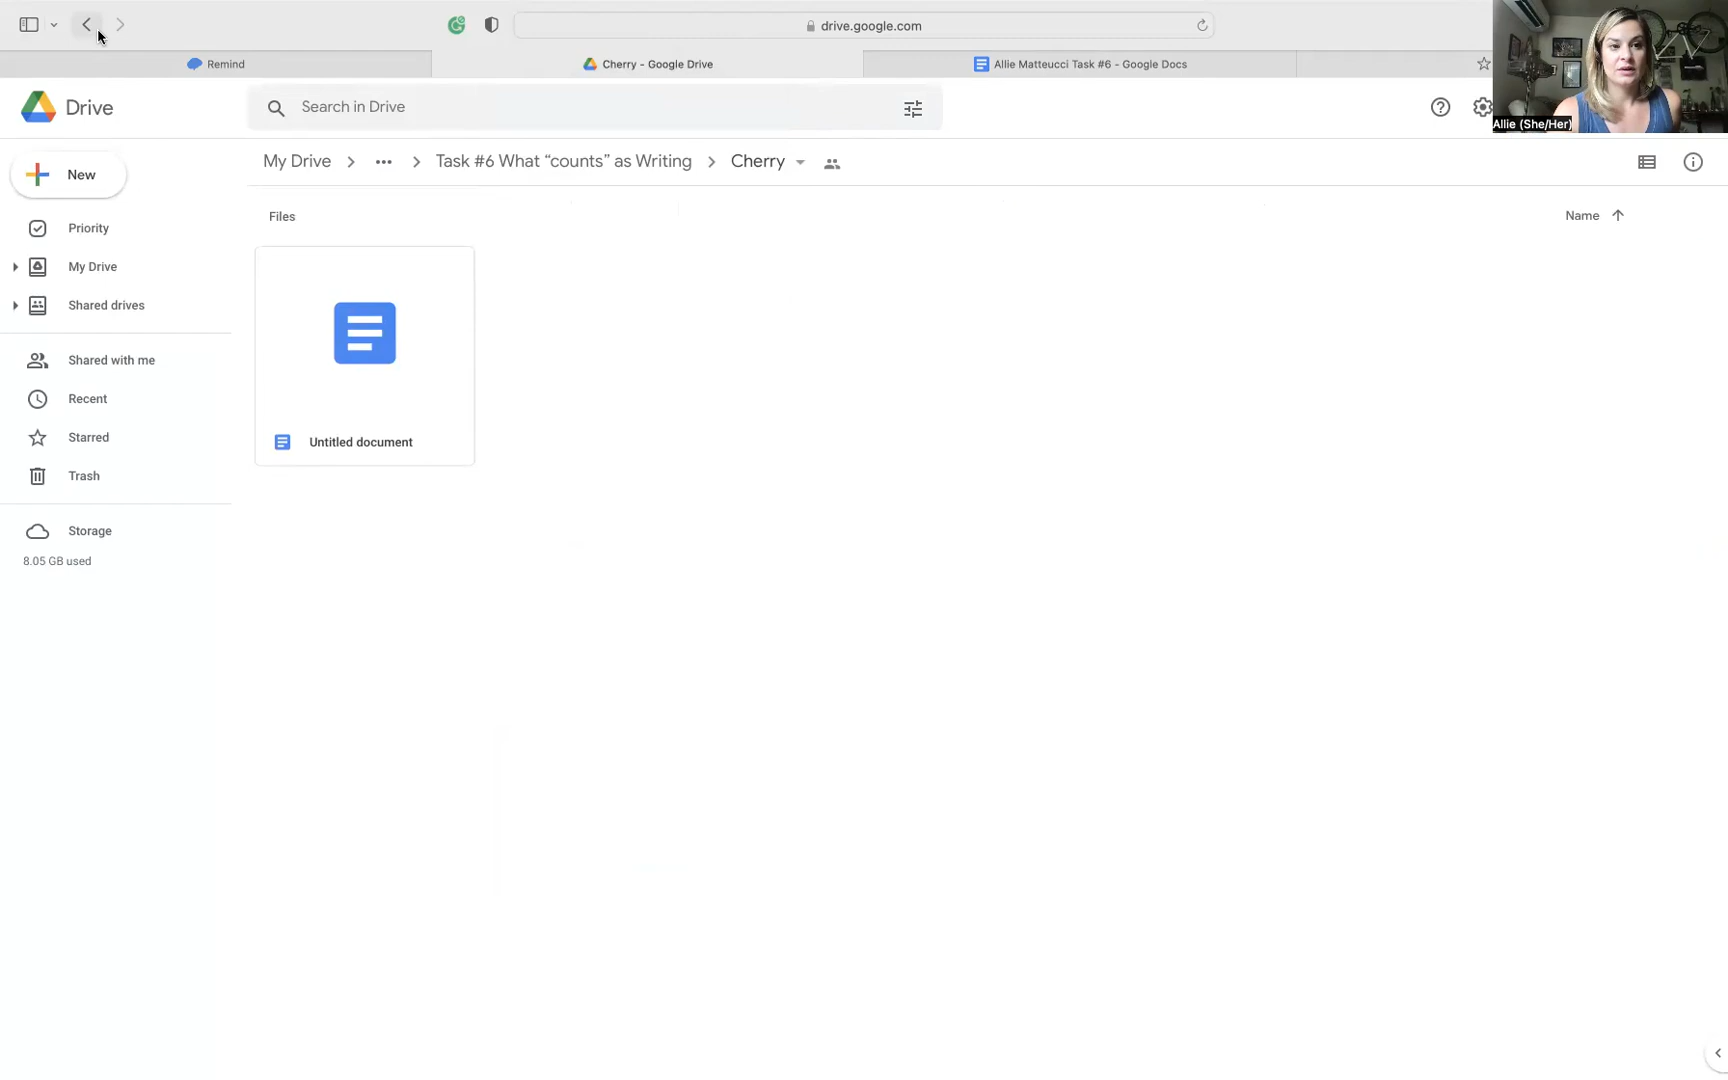 drive.google.com
Remind
Cherry - Google Drive
Allie Matteucci Task #6 - Google Docs
Allie (She/Her)
Drive
Search in Drive
New
My Drive
Task #6 What “counts” as Writing
Cherry
Priority
My Drive
Shared drives
Shared with me
Recent
Starred
Trash
Storage
8.05 GB used
Files
Name
Untitled document